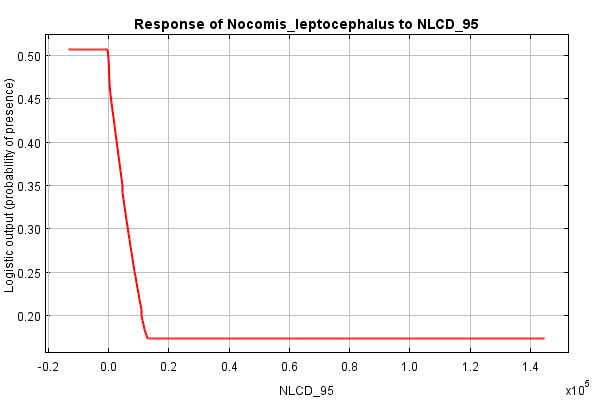 Response of Nocomis_leptocephalus to NLCD_95
Logistic output (probability of presence)
0.50
0.45
0.40
0.35
0.30
0.25
0.20
-0.2 0.0 0.2 0.4 0.6 0.8 1.0 1.2 1.4
NLCD_95
x10⁵